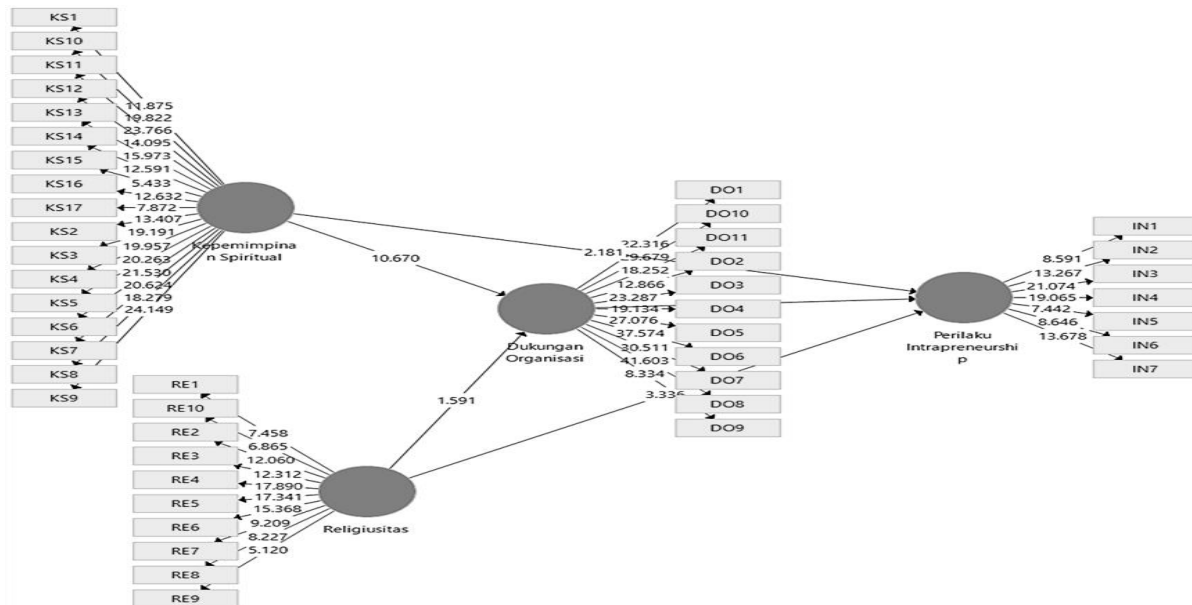 KS1
KS10
KS11
KS12
KS13
KS14
KS15
KS16
KS17
KS2
KS3
KS4
KS5
KS6
KS7
KS8
KS9
11.875
19.822
23.766
14.095
15.973
12.591
5.433
12.632
7.872
13.407
19.191
19.957
20.263
21.530
20.624
18.279
24.149
Kepemimpina
n Spiritual
10.670
2.181
RE1
RE10
RE2
RE3
RE4
RE5
RE6
RE7
RE8
RE9
7.458
6.865
12.060
12.312
17.890
17.341
15.368
9.209
8.227
5.120
Religiusitas
1.591
3.336
Dukungan
Organisasi
18.252
12.866
23.287
19.134
27.076
37.574
30.511
41.603
8.334
DO1
DO10
DO11
DO2
DO3
DO4
DO5
DO6
DO7
DO8
DO9
Perilaku
Intrapreneurshi
p
8.591
13.267
21.074
19.065
7.442
8.646
13.678
IN1
IN2
IN3
IN4
IN5
IN6
IN7